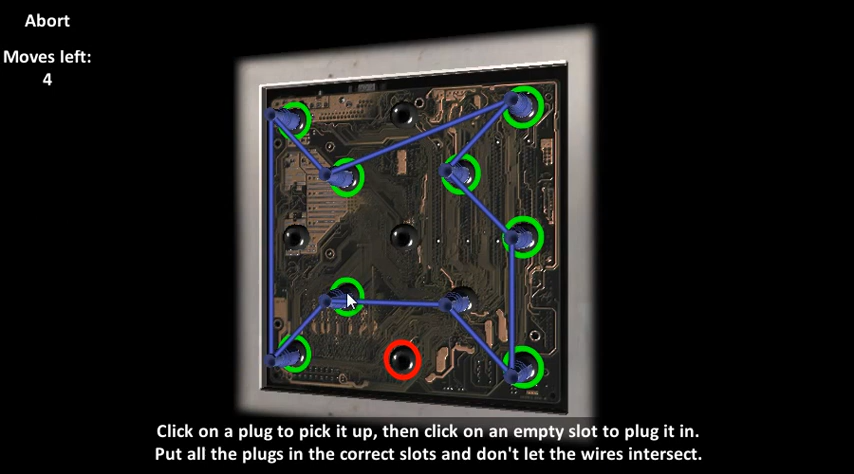 Abort
Moves left:
4
Click on a plug to pick it up, then click on an empty slot to plug it in.
Put all the plugs in the correct slots and don't let the wires intersect.